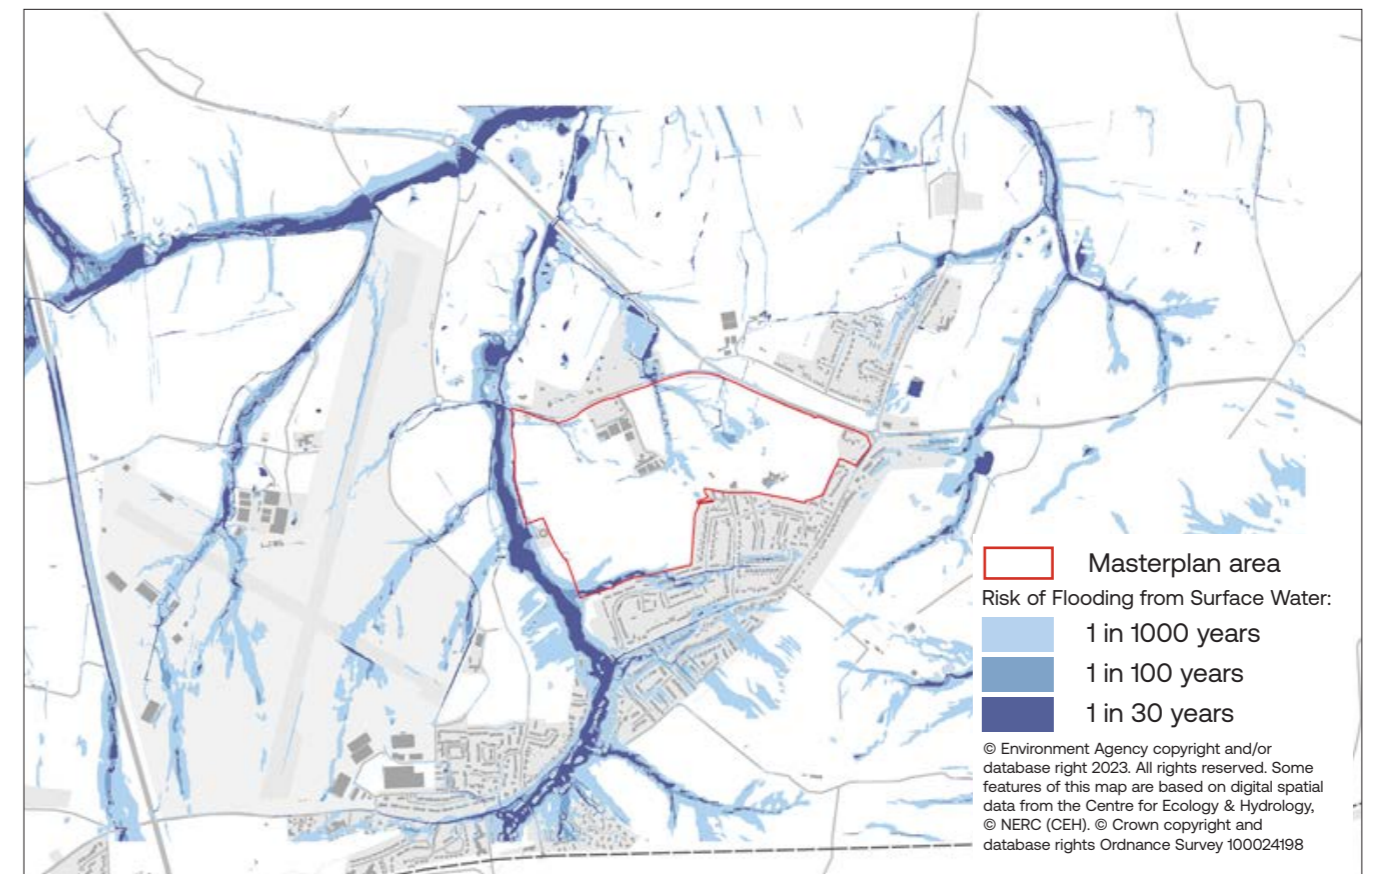 Masterplan area
Risk of Flooding from Surface Water:
1 in 1000 years
1 in 100 years
1 in 30 years
© Environment Agency copyright and/or
database right 2023. All rights reserved. Some
features of this map are based on digital spatial
data from the Centre for Ecology & Hydrology,
© NERC (CEH). © Crown copyright and
database rights Ordnance Survey 100024198